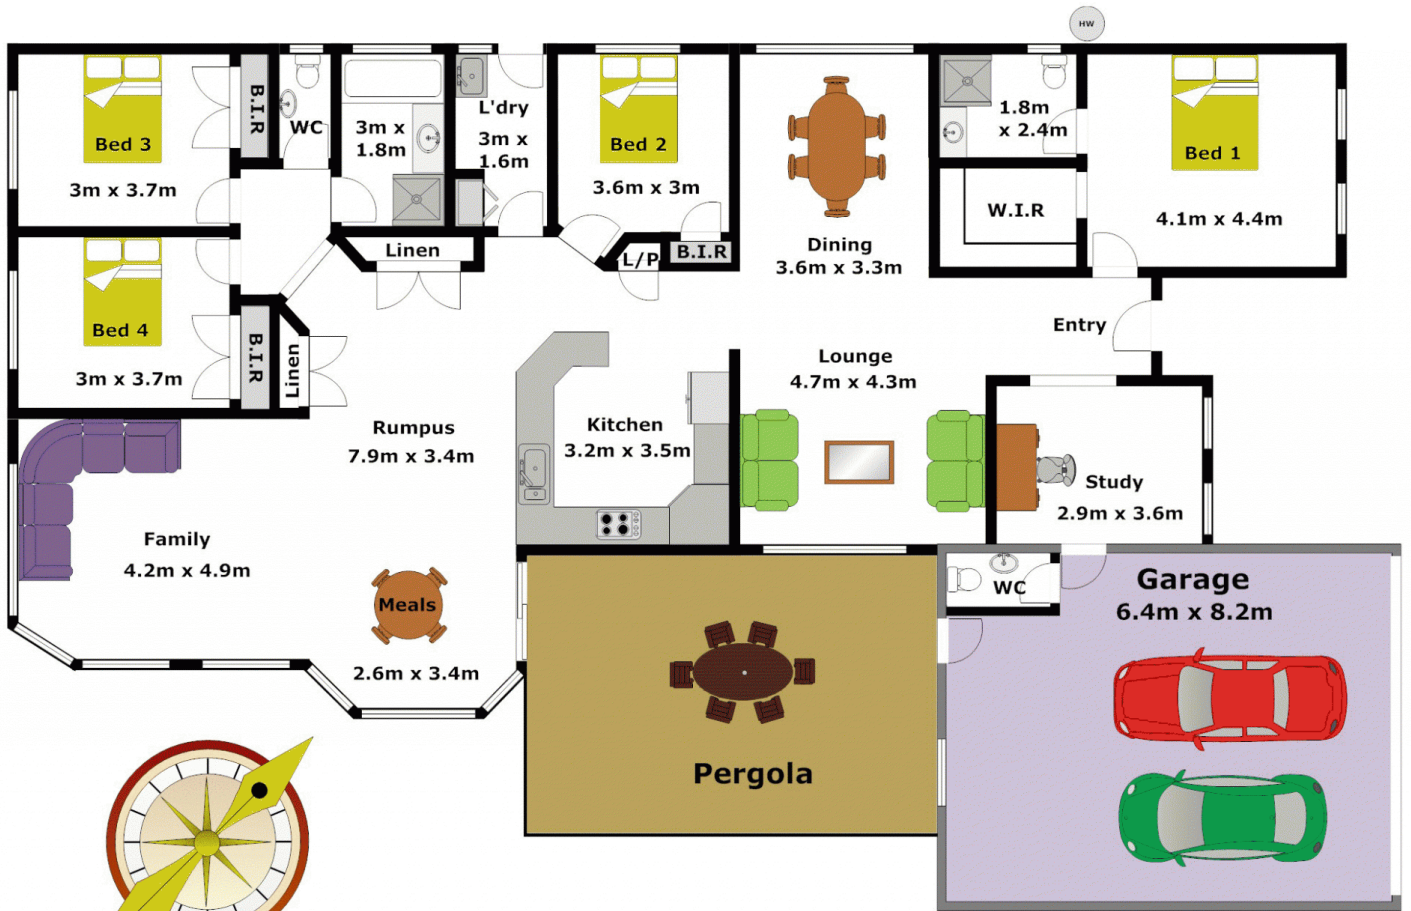 HW
Bed 3
3m x 3.7m
B.I.R
WC
3m x
1.8m
L'dry
3m x
1.6m
Bed 2
3.6m x 3m
B.I.R
L/P
Linen
Dining
3.6m x 3.3m
1.8m
x 2.4m
W.I.R
Bed 1
4.1m x 4.4m
Bed 4
3m x 3.7m
B.I.R
Linen
Entry
Lounge
4.7m x 4.3m
Rumpus
7.9m x 3.4m
Kitchen
3.2m x 3.5m
Study
2.9m x 3.6m
Family
4.2m x 4.9m
Meals
2.6m x 3.4m
WC
Garage
6.4m x 8.2m
Pergola